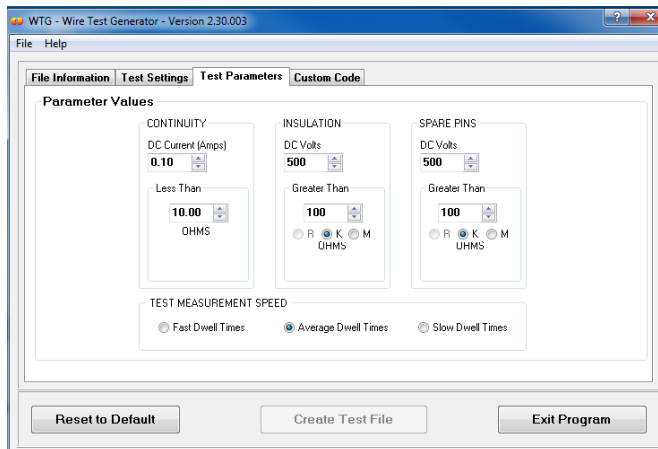 WTG - Wire Test Generator - Version 2.30.003
File Help
File Information Test Settings Test Parameters Custom Code
Parameter Values
CONTINUITY
DC Current (Amps)
0.10
Less Than
10.00
OHMS
INSULATION
DC Volts
500
Greater Than
100
R K M
OHMS
SPARE PINS
DC Volts
500
Greater Than
100
R K M
OHMS
TEST MEASUREMENT SPEED
Fast Dwell Times Average Dwell Times Slow Dwell Times
Reset to Default Create Test File Exit Program